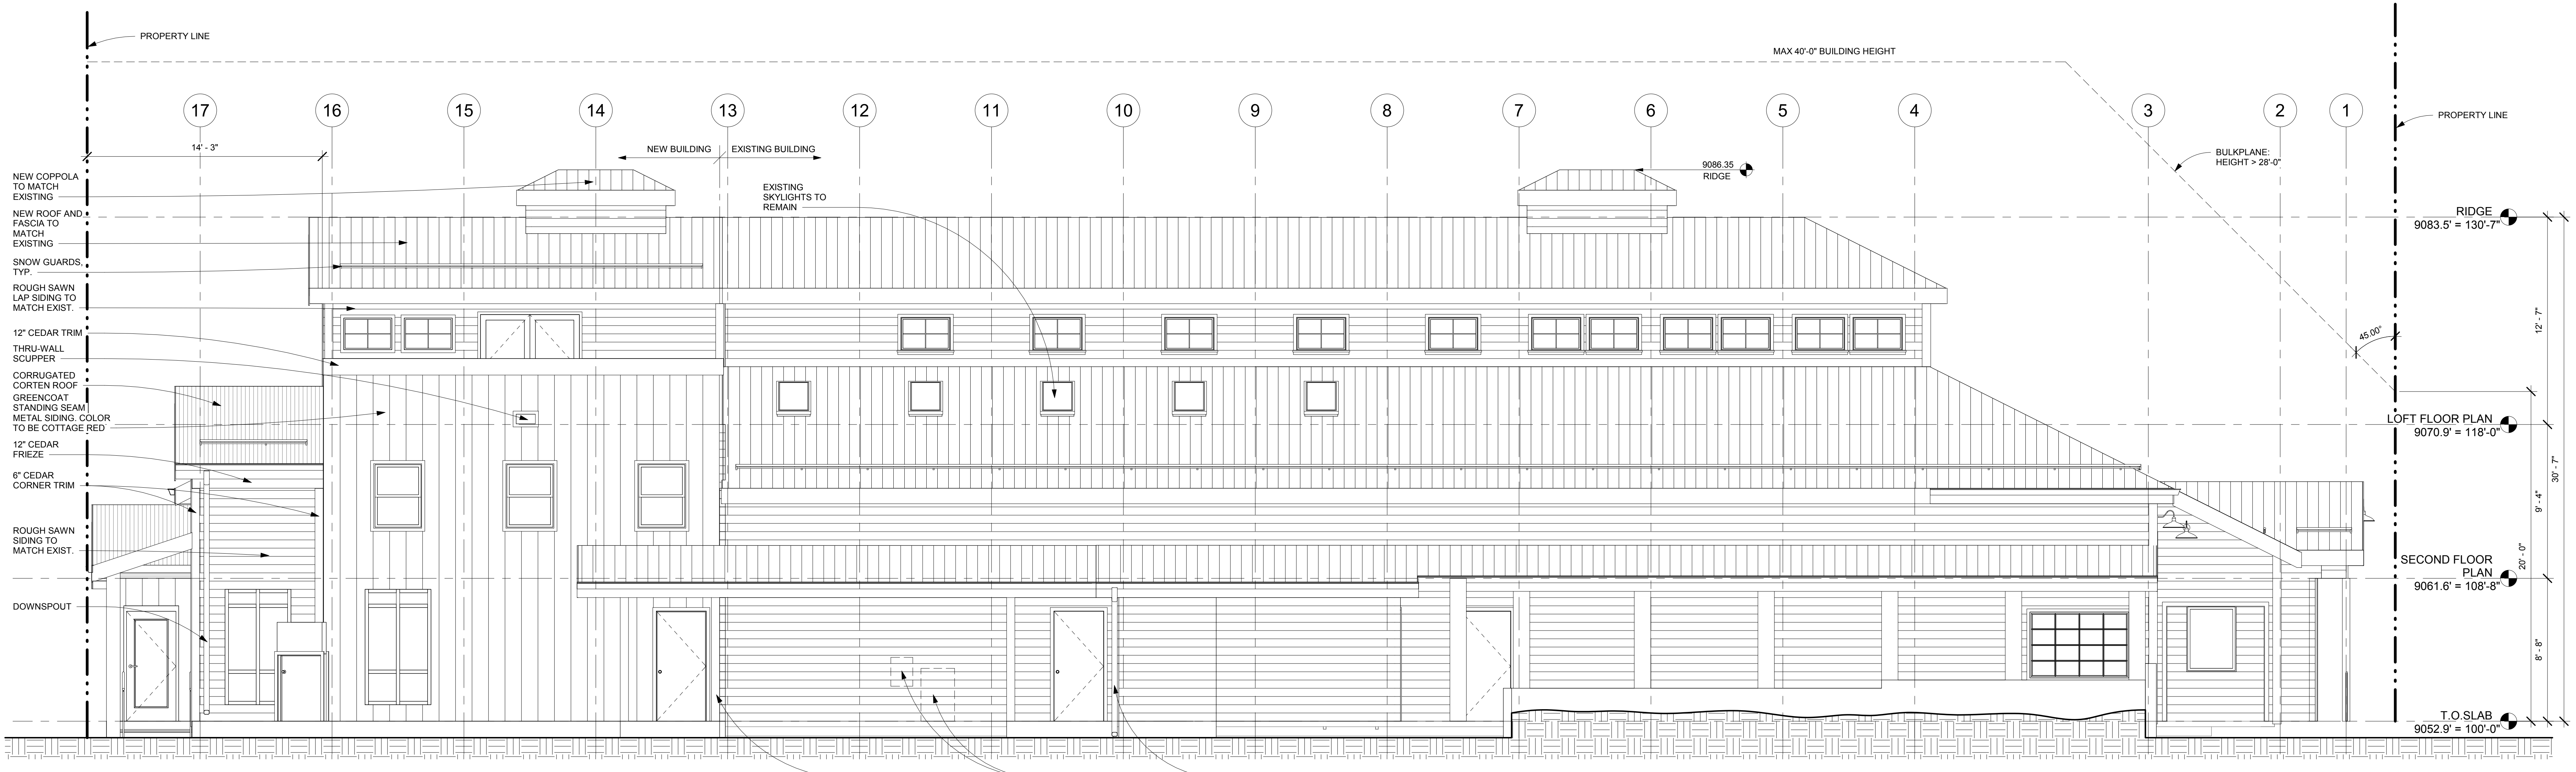 PROPERTY LINE
MAX 40'-0" BUILDING HEIGHT
17
16
15
14
13
12
11
10
9
8
7
6
5
4
3
2
1
PROPERTY LINE
14' - 3"
NEW BUILDING
EXISTING BUILDING
BULKPLANE:
HEIGHT > 28'-0"
9086.35
RIDGE
NEW COPPOLA
TO MATCH
EXISTING
EXISTING
SKYLIGHTS TO
REMAIN
NEW ROOF AND
FASCIA TO
MATCH
EXISTING
SNOW GUARDS,
TYP.
ROUGH SAWN
LAP SIDING TO
MATCH EXIST.
12" CEDAR TRIM
THRU-WALL
SCUPPER
CORRUGATED
CORTEN ROOF
GREENCOAT
STANDING SEAM
METAL SIDING. COLOR
TO BE COTTAGE RED
12" CEDAR
FRIEZE
6" CEDAR
CORNER TRIM
ROUGH SAWN
SIDING TO
MATCH EXIST.
DOWNSPOUT
RIDGE
9083.5' = 130'-7"
45.00°
12' - 7"
LOFT FLOOR PLAN
9070.9' = 118'-0"
30' - 7"
9' - 4"
20' - 0"
SECOND FLOOR
PLAN
9061.6' = 108'-8"
8' - 8"
T.O.SLAB
9052.9' = 100'-0"